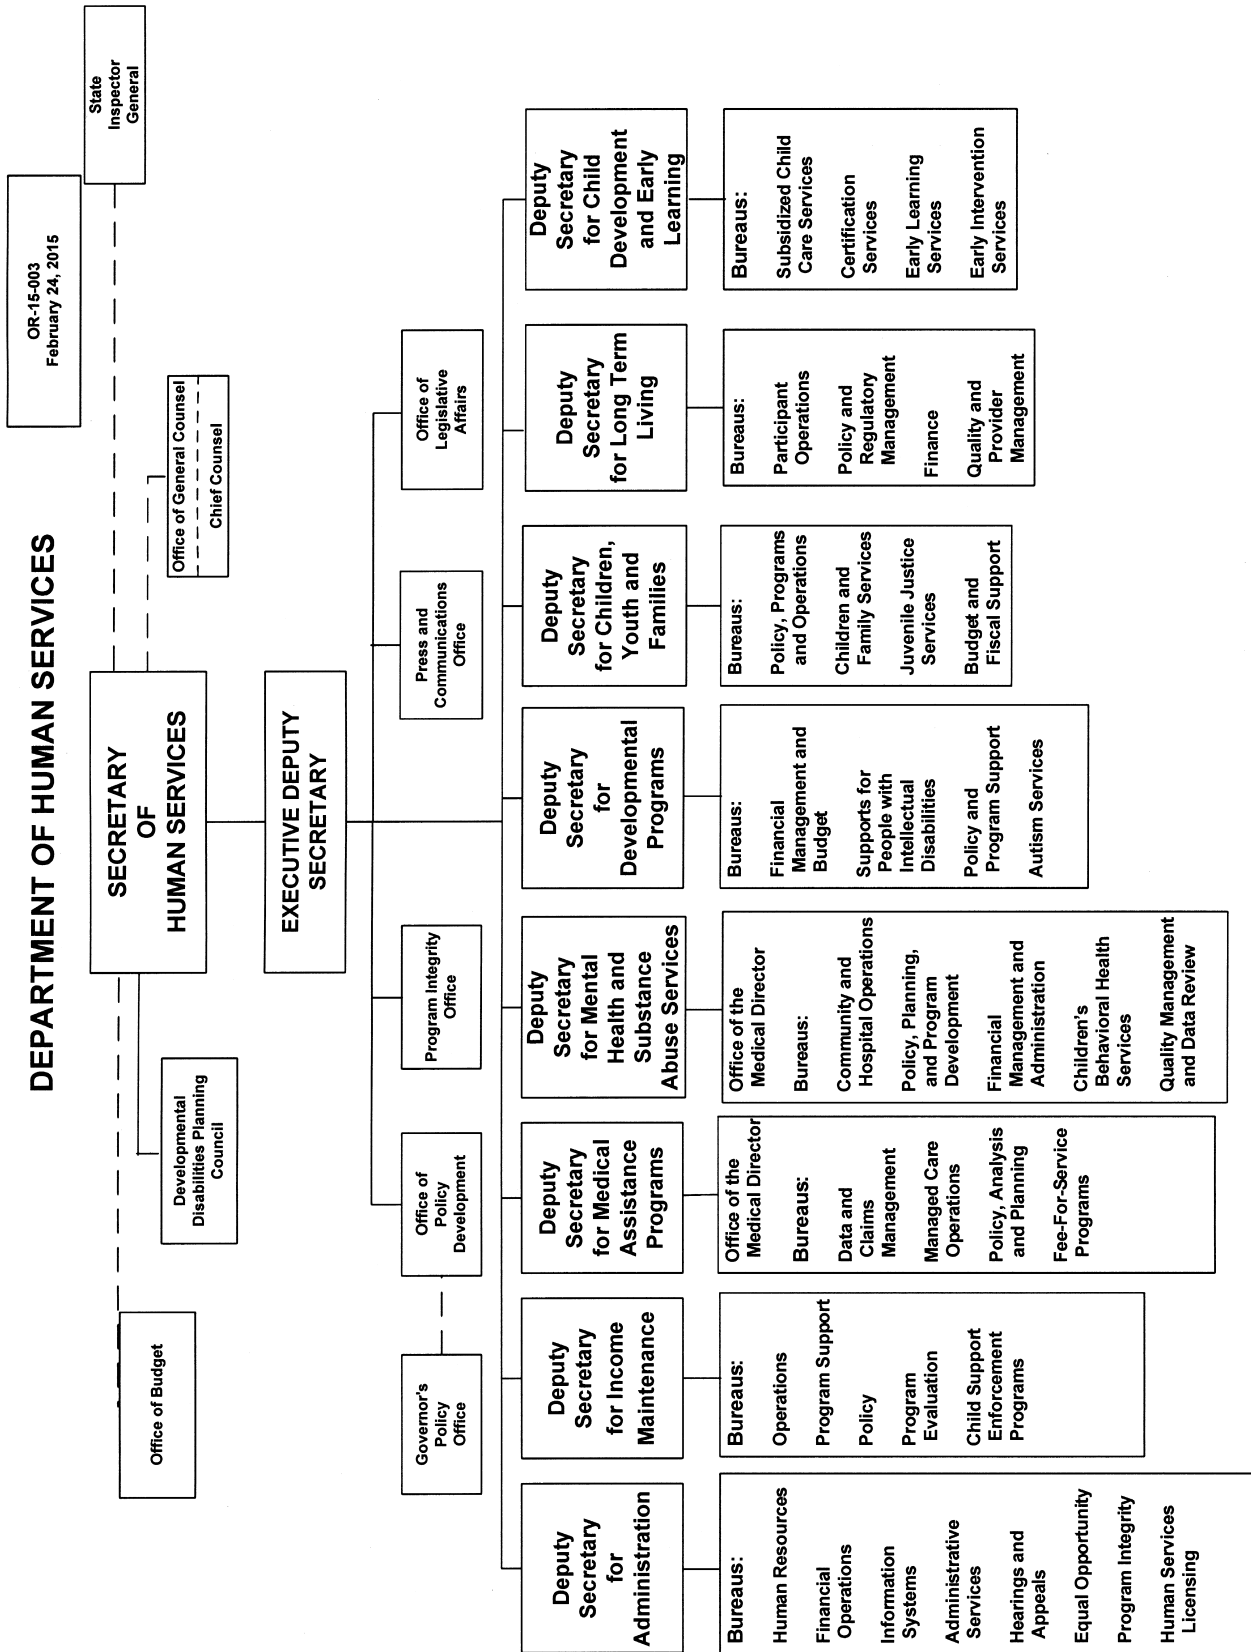 DEPARTMENT OF HUMAN SERVICES
OR-15-003
February 24, 2015
State
Inspector
General
Office of General Counsel
Chief Counsel
SECRETARY
OF
HUMAN SERVICES
Developmental
Disabilities Planning
Council
Office of Budget
EXECUTIVE DEPUTY
SECRETARY
Governor's
Policy
Office
Office of
Policy
Development
Program Integrity
Office
Press and
Communications
Office
Office of
Legislative
Affairs
Deputy
Secretary
for
Administration
Bureaus:
Human Resources
Financial
Operations
Information
Systems
Administrative
Services
Hearings and
Appeals
Equal Opportunity
Program Integrity
Human Services
Licensing
Deputy
Secretary
for Income
Maintenance
Bureaus:
Operations
Program Support
Policy
Program
Evaluation
Child Support
Enforcement
Programs
Deputy
Secretary
for Medical
Assistance
Programs
Office of the
Medical Director
Bureaus:
Data and
Claims
Management
Managed Care
Operations
Policy, Analysis
and Planning
Fee-For-Service
Programs
Deputy
Secretary
for Mental
Health and
Substance
Abuse Services
Office of the
Medical Director
Bureaus:
Community and
Hospital Operations
Policy, Planning,
and Program
Development
Financial
Management and
Administration
Children's
Behavioral Health
Services
Quality Management
and Data Review
Deputy
Secretary
for
Developmental
Programs
Bureaus:
Financial
Management and
Budget
Supports for
People with
Intellectual
Disabilities
Policy and
Program Support
Autism Services
Deputy
Secretary
for Children,
Youth and
Families
Bureaus:
Policy, Programs
and Operations
Children and
Family Services
Juvenile Justice
Services
Budget and
Fiscal Support
Deputy
Secretary
for Long Term
Living
Bureaus:
Participant
Operations
Policy and
Regulatory
Management
Finance
Quality and
Provider
Management
Deputy
Secretary
for Child
Development
and Early
Learning
Bureaus:
Subsidized Child
Care Services
Certification
Services
Early Learning
Services
Early Intervention
Services